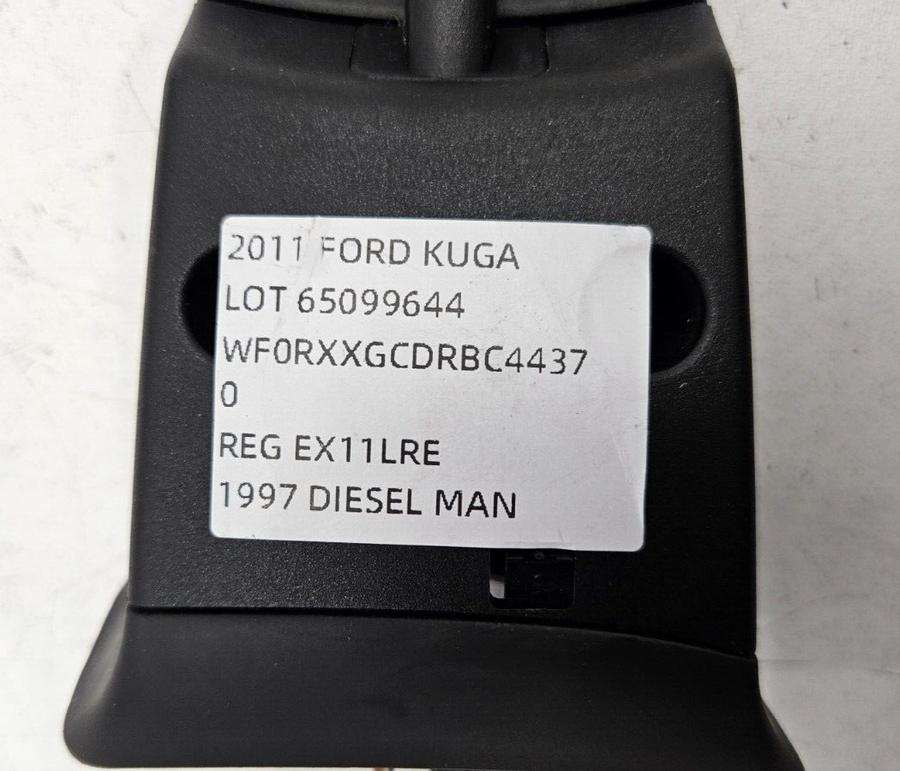 2011 FORD KUGA
LOT 65099644
WF0RXXGCDRBC4437
0
REG EX11LRE
1997 DIESEL MAN